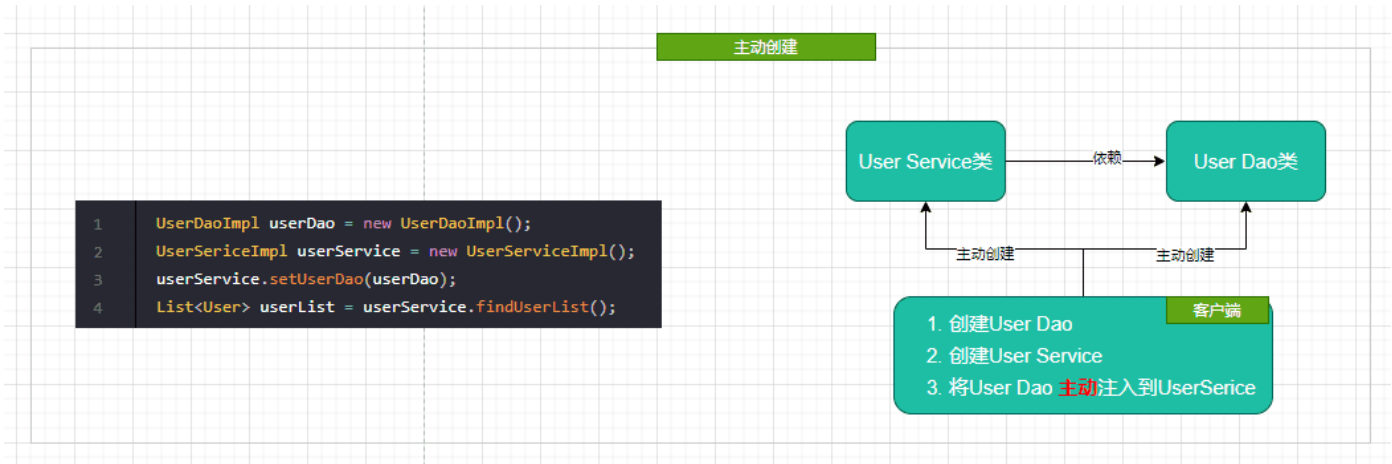 主动创建
1 UserDaoImpl userDao = new UserDaoImpl();
2 UserSericeImpl userService = new UserServiceImpl();
3 userService.setUserDao(userDao);
4 List<User> userList = userService.findUserList();
User Service类
依赖
User Dao类
主动创建
主动创建
客户端
1. 创建User Dao
2. 创建User Service
3. 将User Dao 主动注入到UserSerice